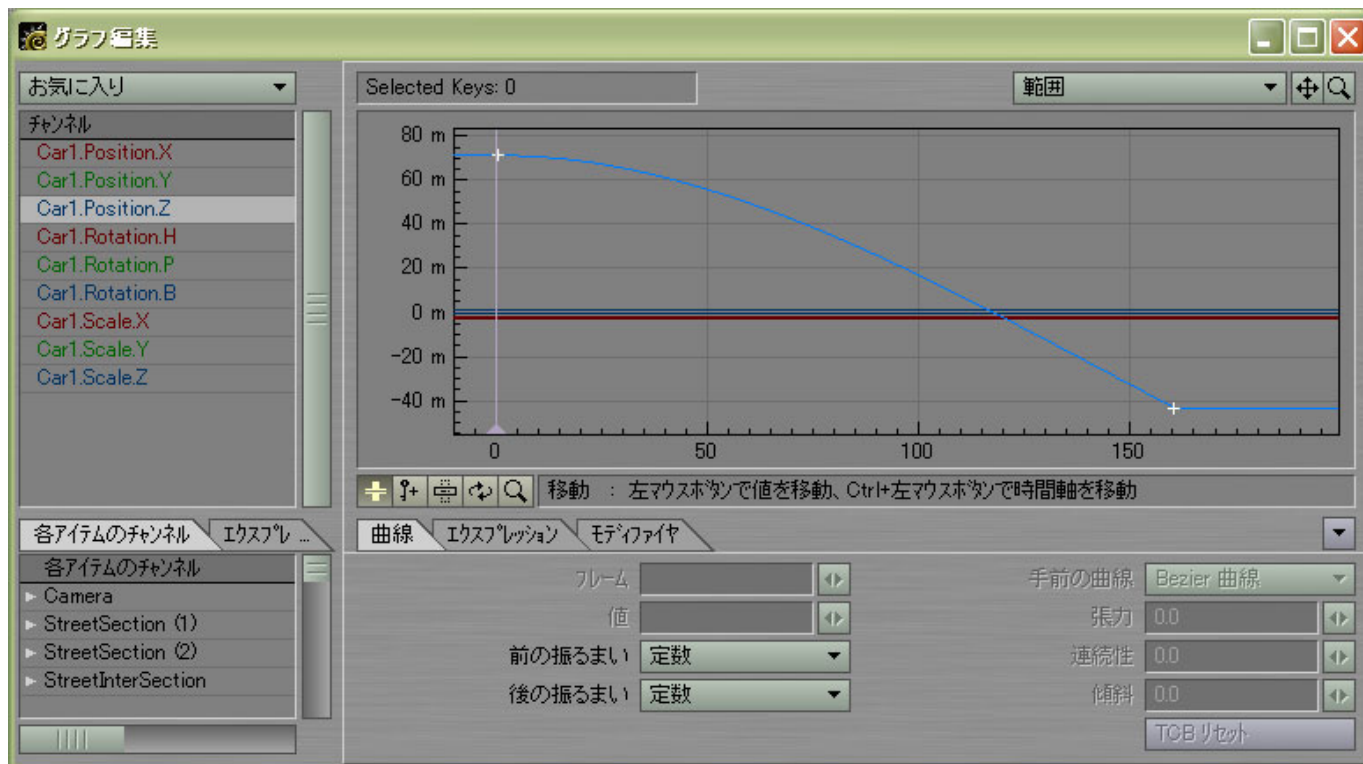 グラフ編集
お気に入り
チャンネル
Car1.Position.X
Car1.Position.Y
Car1.Position.Z
Car1.Rotation.H
Car1.Rotation.P
Car1.Rotation.B
Car1.Scale.X
Car1.Scale.Y
Car1.Scale.Z
Selected Keys: 0
範囲
80 m
60 m
40 m
20 m
0 m
-20 m
-40 m
0 50 100 150
移動 : 左マウスボタンで値を移動、Ctrl+左マウスボタンで時間軸を移動
各アイテムのチャンネル エクスプレ ...
各アイテムのチャンネル
Camera
StreetSection (1)
StreetSection (2)
StreetInterSection
曲線 エクスプレッション モディファイヤ
フレーム
値
前の振るまい 定数
後の振るまい 定数
手前の曲線 Bezier 曲線
張力 0.0
連続性 0.0
傾斜 0.0
TCB リセット